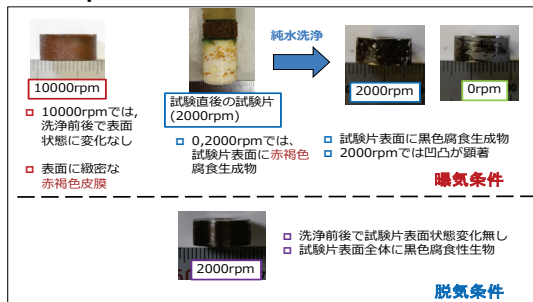 純水洗浄
10000rpm
試験直後の試験片
(2000rpm)
2000rpm
0rpm
10000rpmでは,
洗浄前後で表面
状態に変化なし
表面に緻密な
赤褐色皮膜
0,2000rpmでは、
試験片表面に赤褐色
腐食生成物
試験片表面に黒色腐食生成物
2000rpmでは凹凸が顕著
曝気条件
2000rpm
洗浄前後で試験片表面状態変化無し
試験片表面全体に黒色腐食性生物
脱気条件